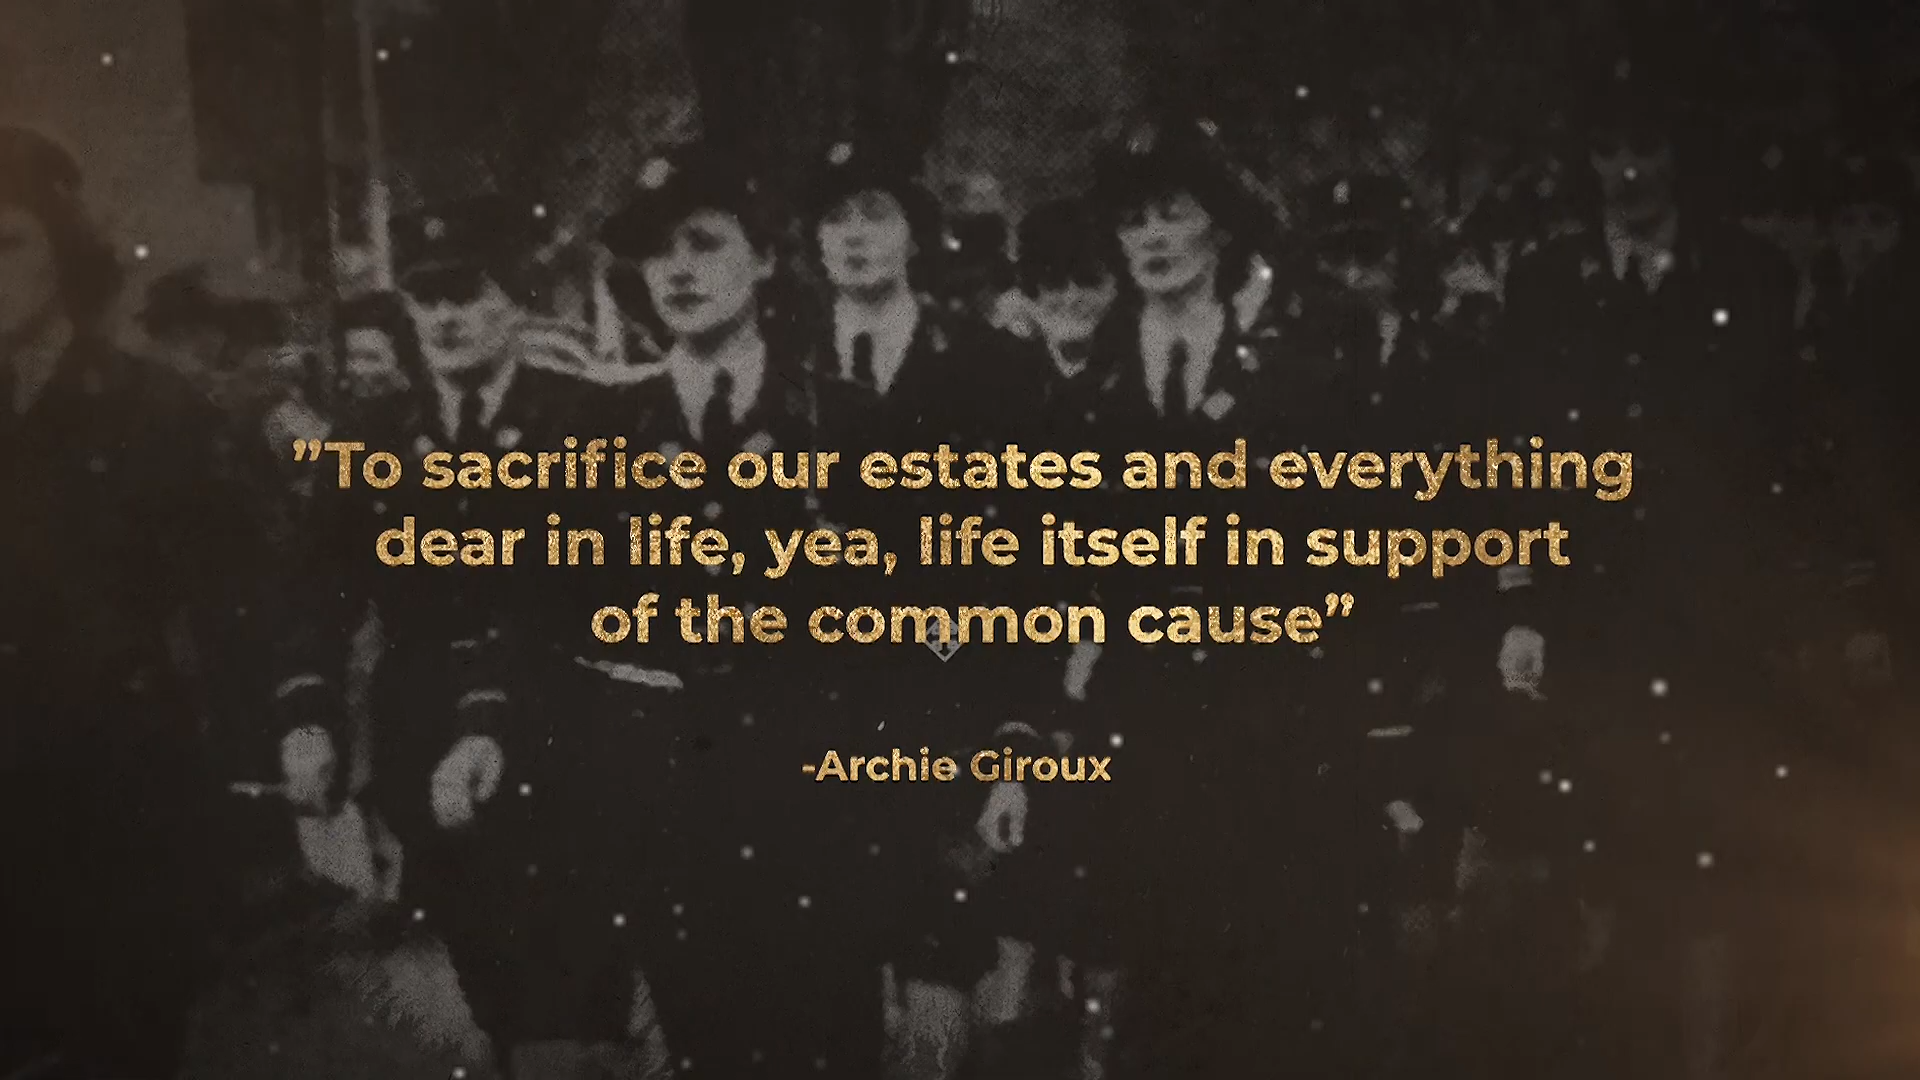 ”To sacrifice our estates and everything
dear in life, yea, life itself in support
of the common cause”
-Archie Giroux